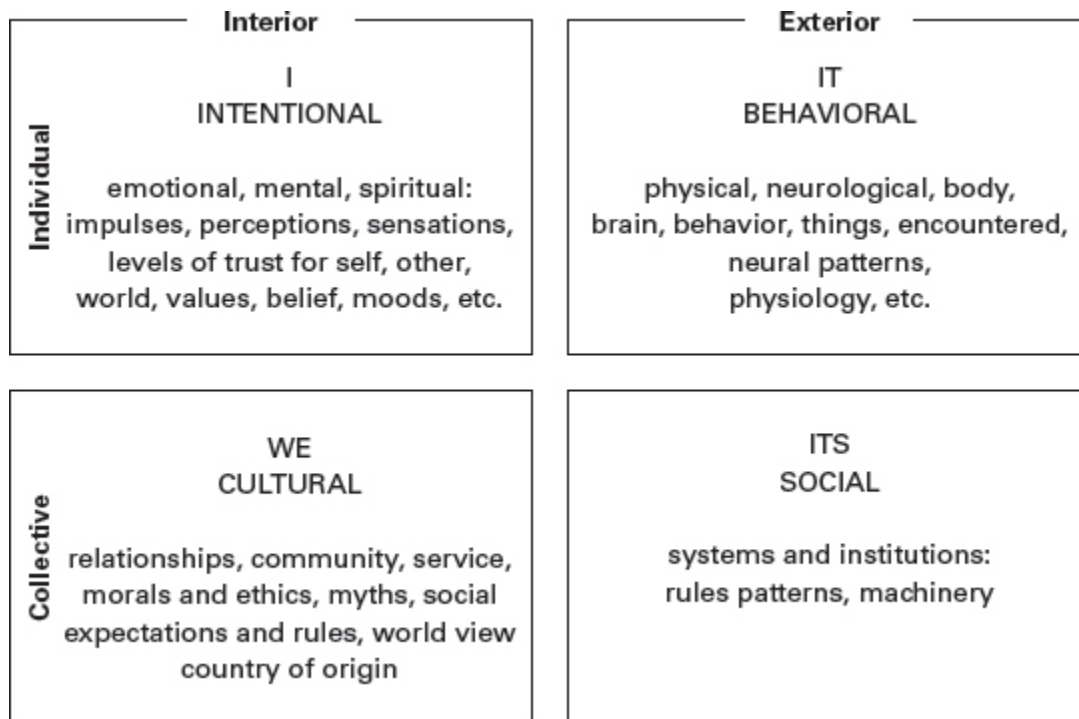 Interior
Exterior
Individual
I
INTENTIONAL
emotional, mental, spiritual:
impulses, perceptions, sensations,
levels of trust for self, other,
world, values, belief, moods, etc.
IT
BEHAVIORAL
physical, neurological, body,
brain, behavior, things, encountered,
neural patterns,
physiology, etc.
Collective
WE
CULTURAL
relationships, community, service,
morals and ethics, myths, social
expectations and rules, world view
country of origin
ITS
SOCIAL
systems and institutions:
rules patterns, machinery